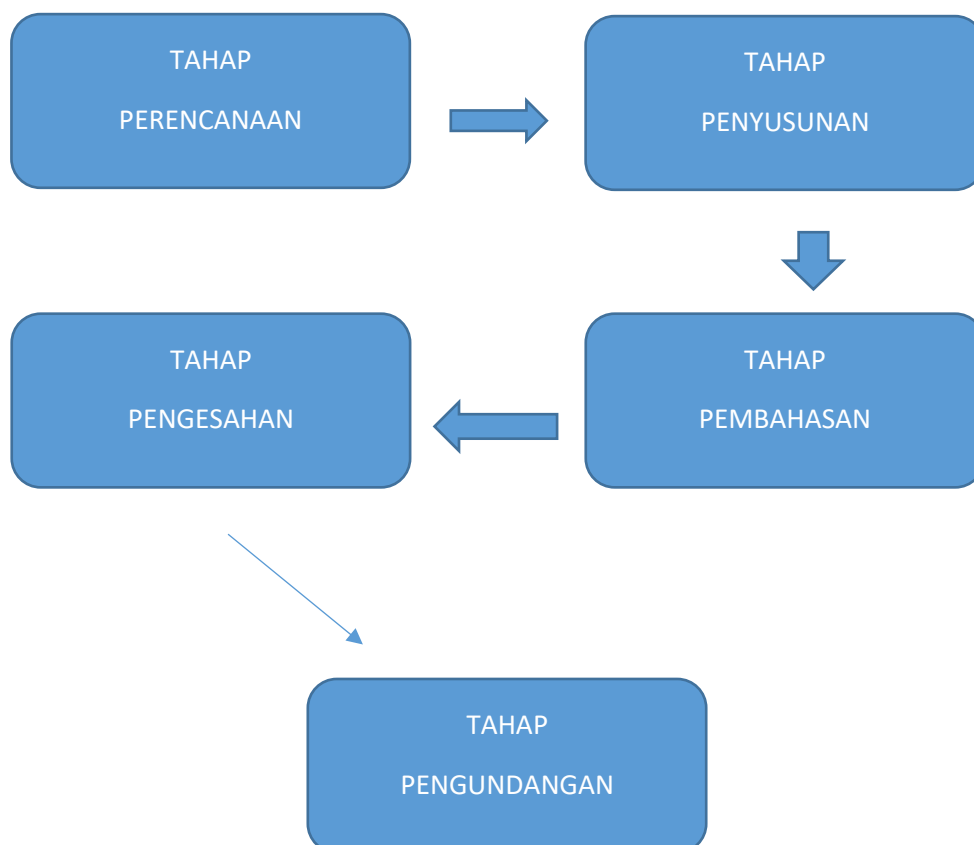 TAHAP
PERENCANAAN
TAHAP
PENYUSUNAN
TAHAP
PEMBAHASAN
TAHAP
PENGESAHAN
TAHAP
PENGUNDANGAN